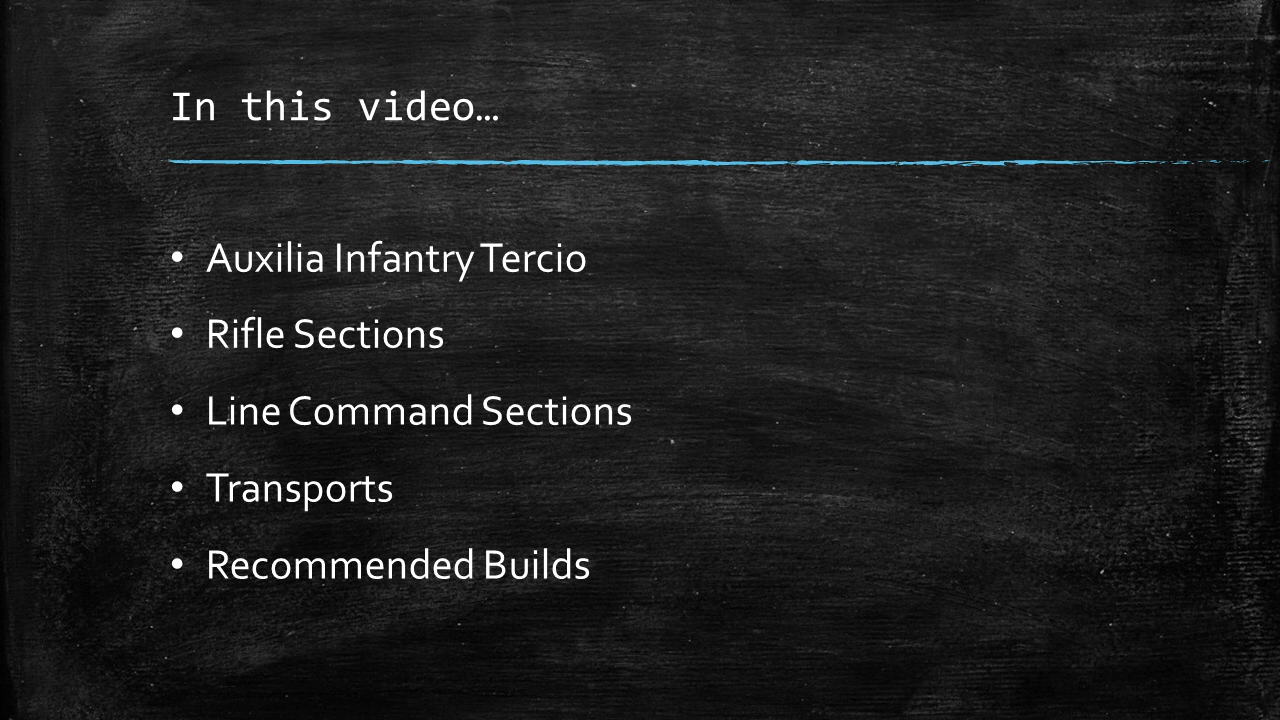 In this video…
• Auxilia Infantry Tercio
• Rifle Sections
• Line Command Sections
• Transports
• Recommended Builds